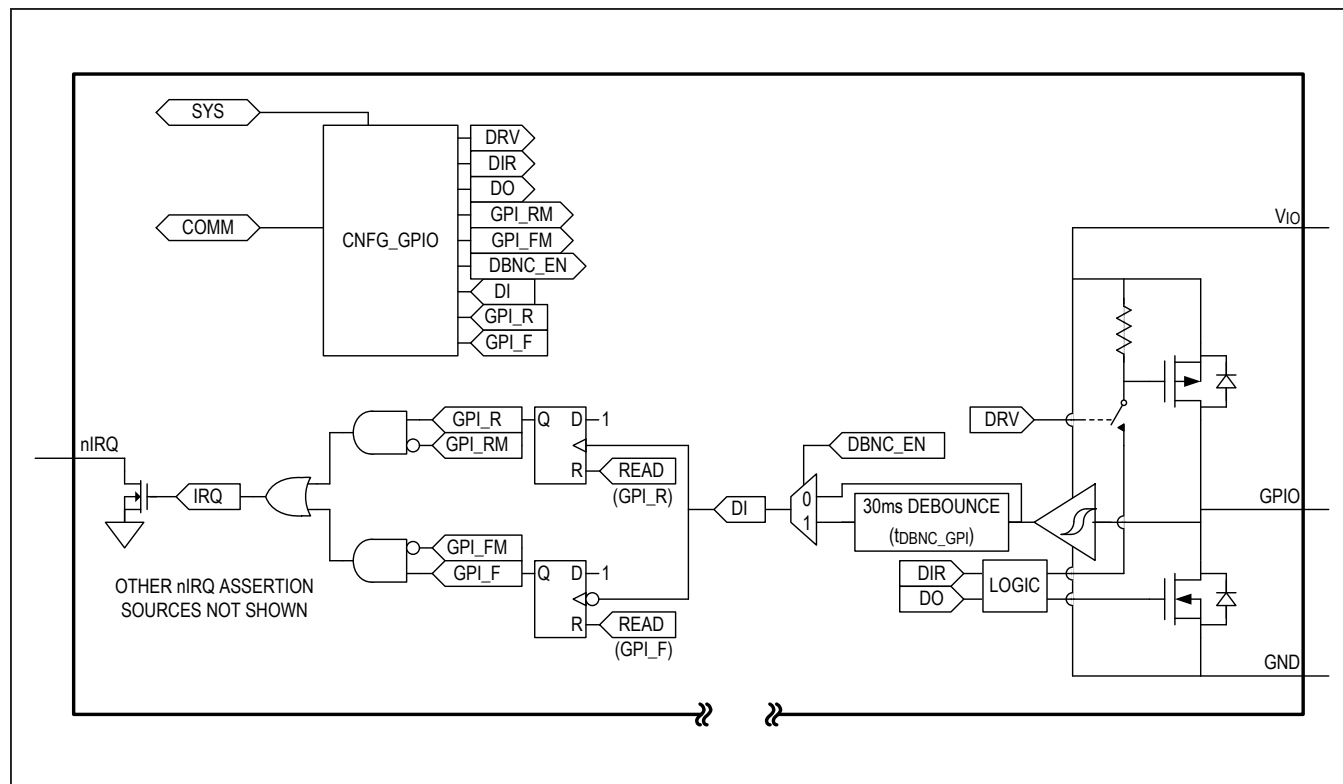 SYS
COMM
CNFG_GPIO
DRV
DIR
DO
GPI_RM
GPI_FM
DBNC_EN
DI
GPI_R
GPI_F
VIO
nIRQ
IRQ
GPI_R
GPI_RM
Q D 1
R READ
(GPI_R)
GPI_FM
GPI_F
Q D 1
R READ
(GPI_F)
OTHER nIRQ ASSERTION
SOURCES NOT SHOWN
DI
DBNC_EN
0
1
30ms DEBOUNCE
(tDBNC_GPI)
DRV
DIR
DO
LOGIC
GPIO
GND